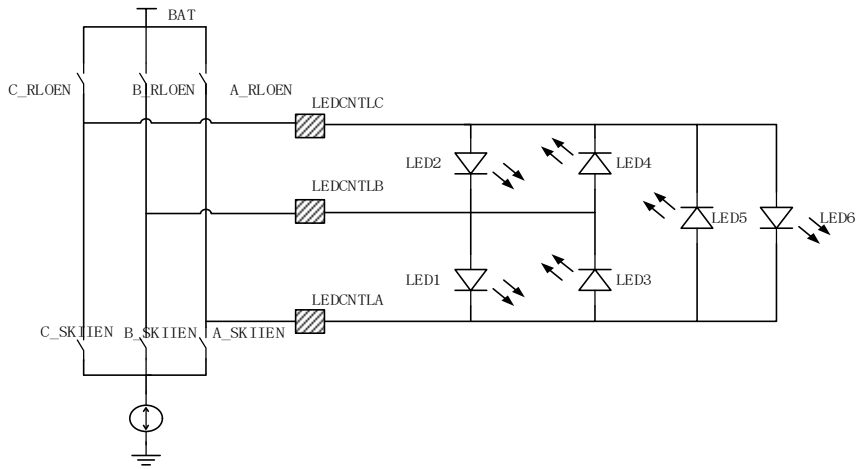 BAT
C_RLOEN B_RLOEN A_RLOEN
LEDCNTLC
LED2 LED4
LEDCNTLB
LED5 LED6
LED1 LED3
LEDCNTLA
C_SKIIEN B_SKIIEN A_SKIIEN